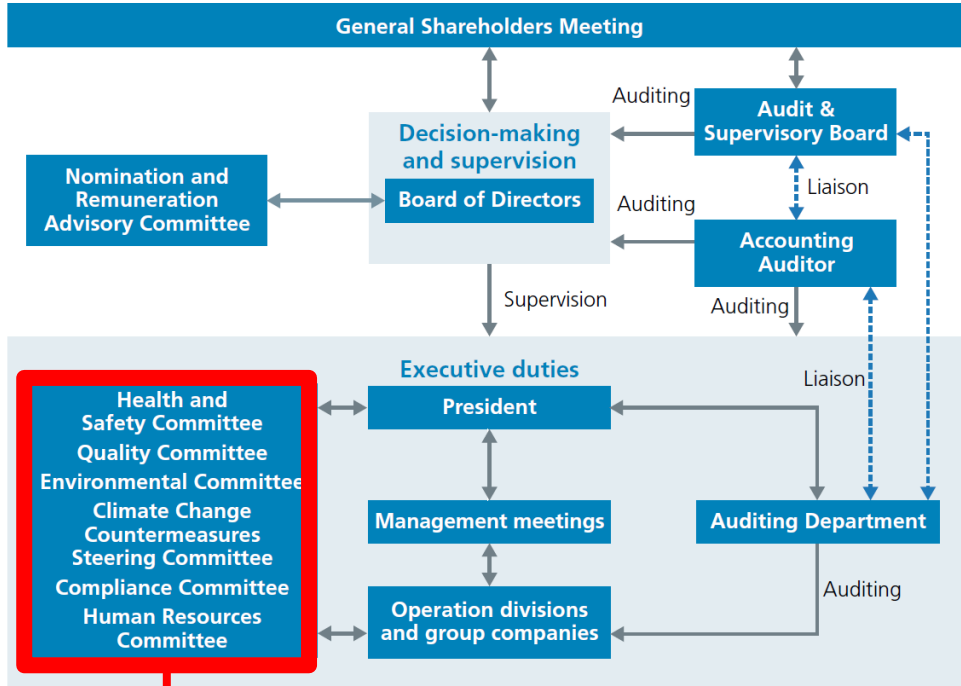 General Shareholders Meeting
Auditing
Audit &
Supervisory Board
Decision-making
and supervision
Board of Directors
Nomination and
Remuneration
Advisory Committee
Liaison
Auditing
Accounting
Auditor
Supervision
Auditing
Executive duties
Liaison
Health and
Safety Committee
Quality Committee
Environmental Committee
Climate Change
Countermeasures
Steering Committee
Compliance Committee
Human Resources
Committee
President
Management meetings
Auditing Department
Auditing
Operation divisions
and group companies